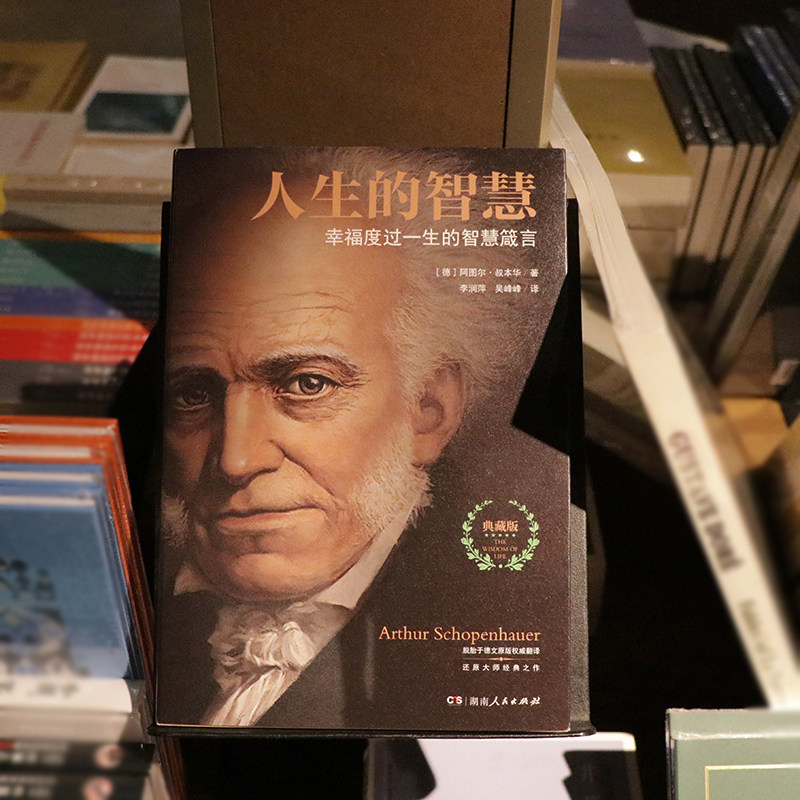 人生的智慧
幸福度过一生的智慧箴言
[德]阿图尔·叔本华/著
李润萍 吴峰峰/译
典藏版
THE
WISDOM OF
LIFE
Arthur Schopenhauer
脱胎于德文原版权威翻译
还原大师经典之作
CS 湖南人民出版社
GUSTAVE DORÉ